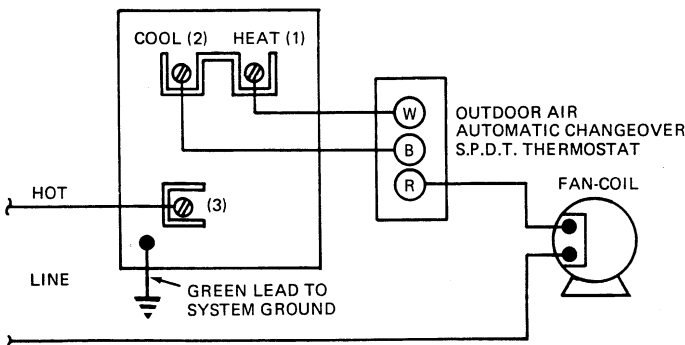 COOL (2) HEAT (1)
W
OUTDOOR AIR
AUTOMATIC CHANGEOVER
B
S.P.D.T. THERMOSTAT
R
FAN-COIL
HOT
(3)
LINE
GREEN LEAD TO
SYSTEM GROUND